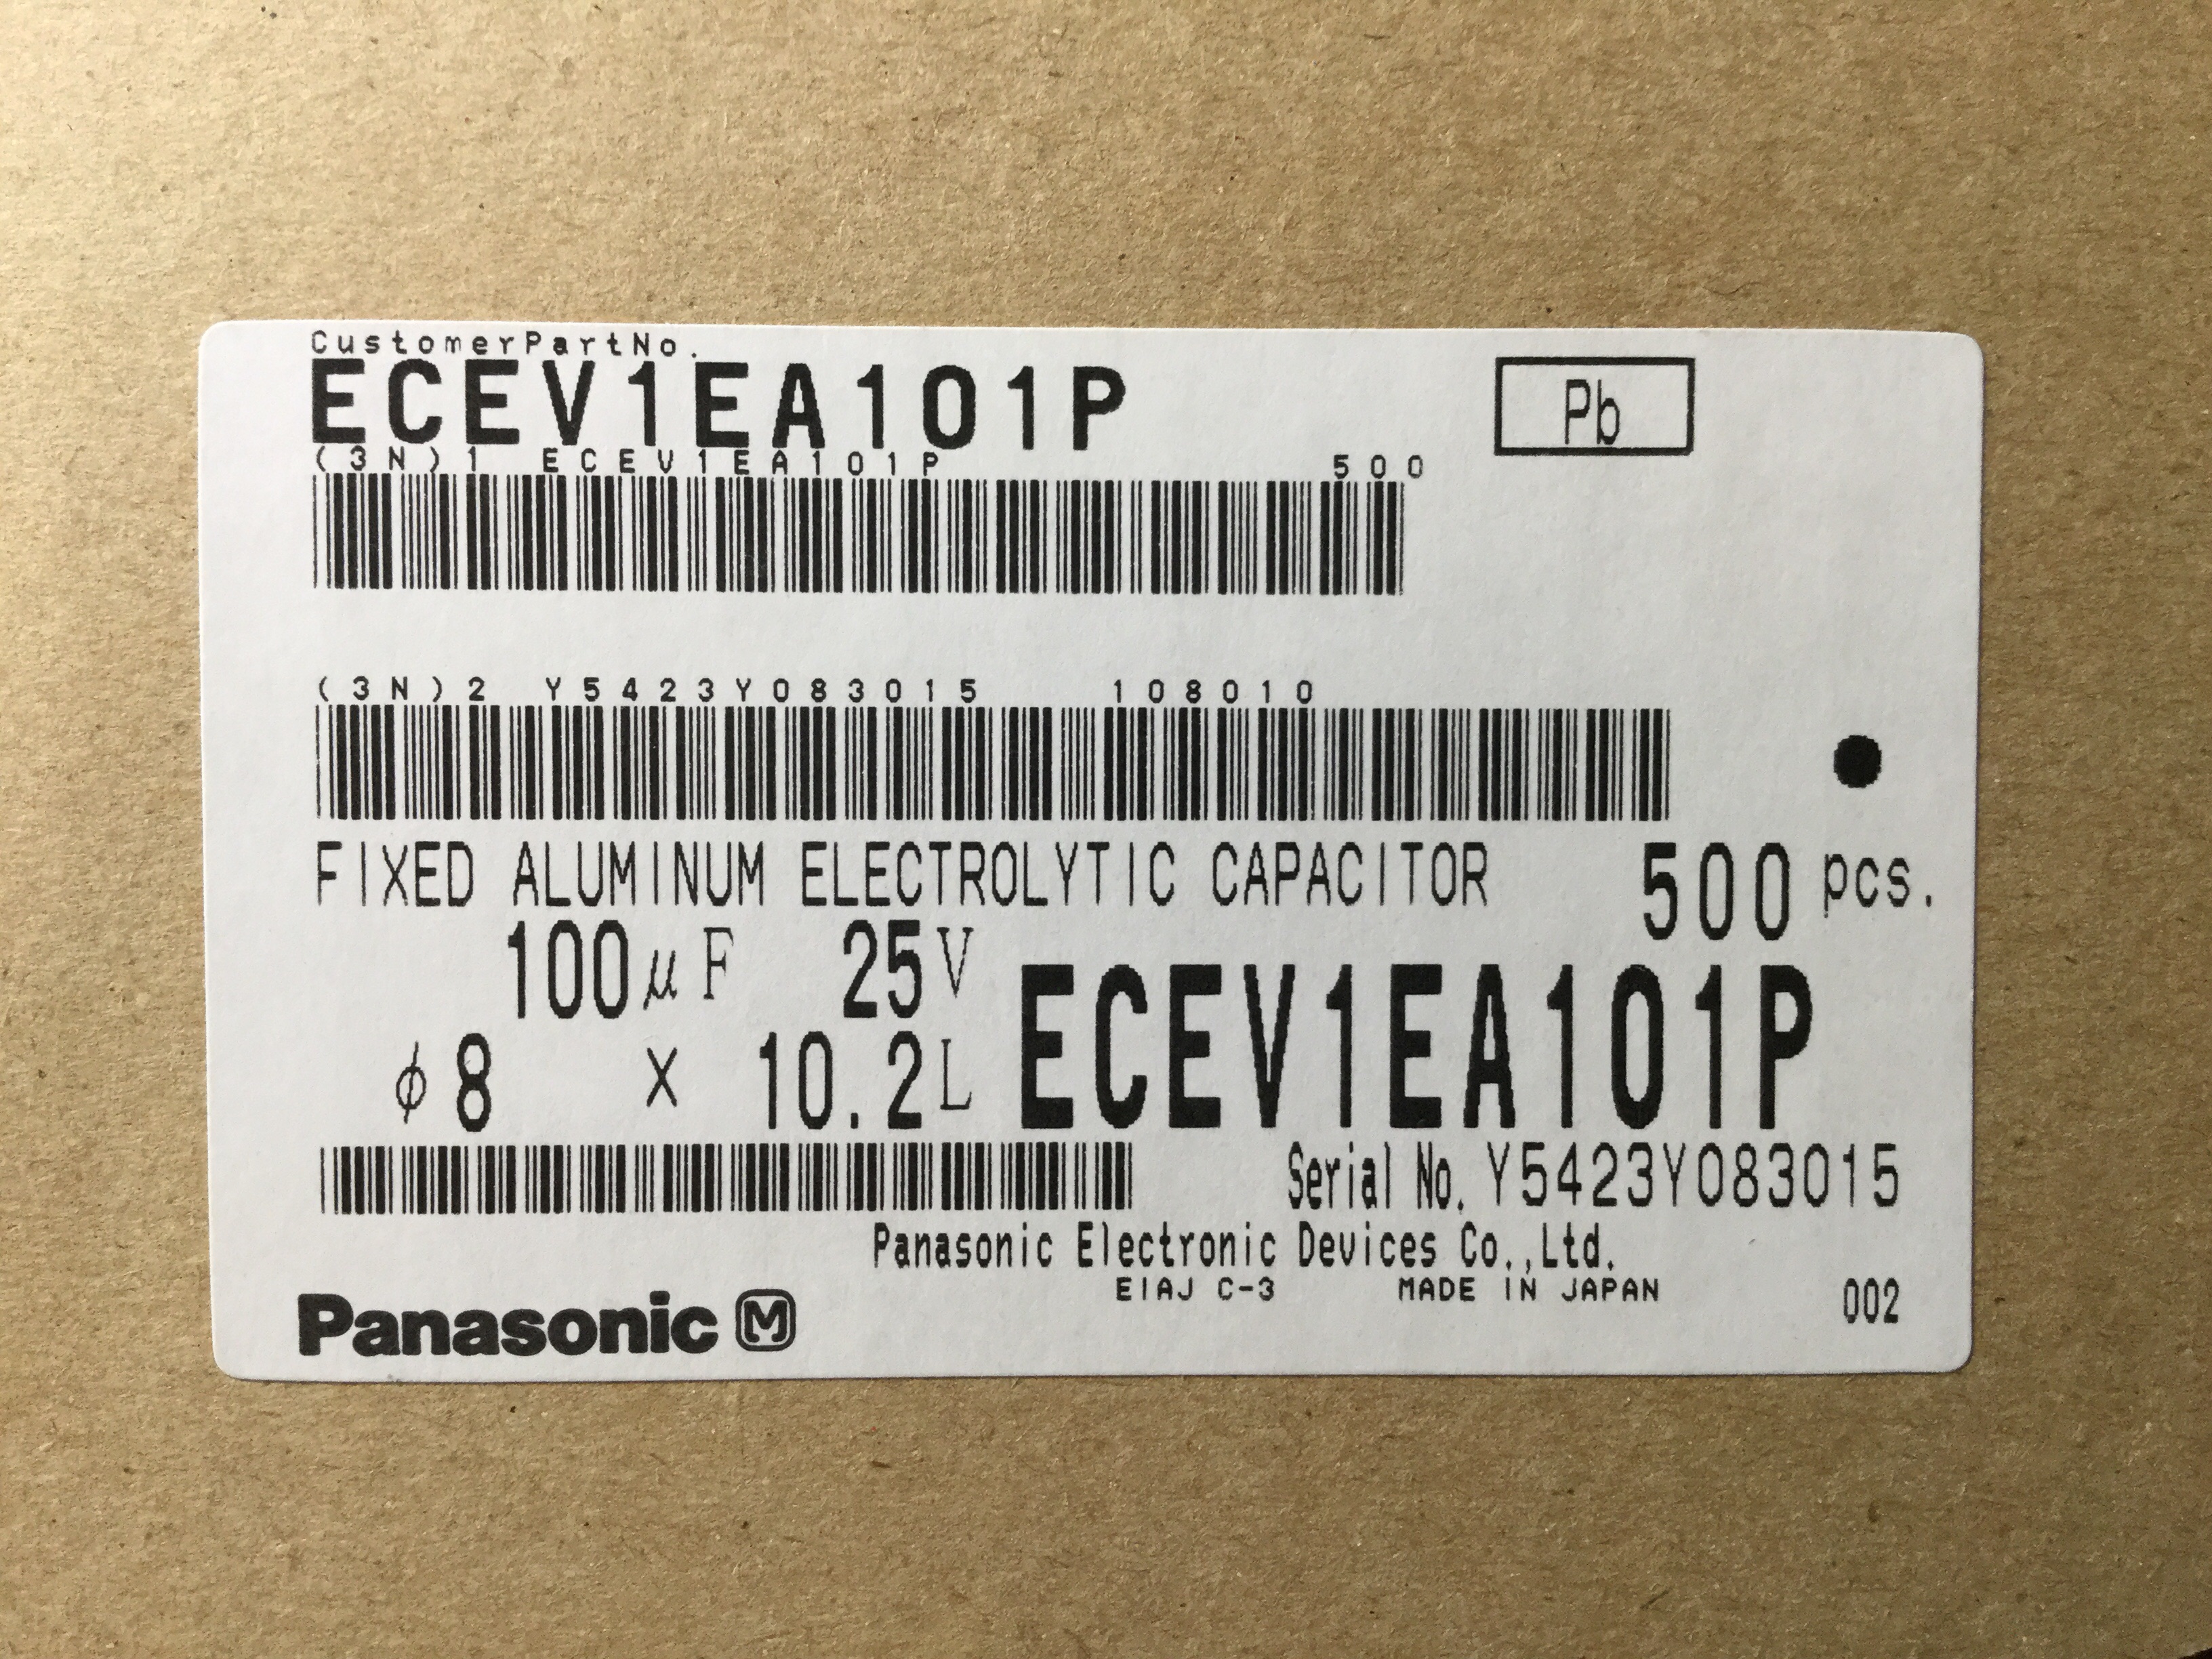 CustomerPartNo.
ECEV1EA101P
Pb
(3N)1 ECEV1EA101P 500
(3N)2 Y5423Y083015 108010
FIXED ALUMINUM ELECTROLYTIC CAPACITOR 500 pcs.
100μF 25V
ECEV1EA101P
φ8 × 10.2L
Serial No. Y5423Y083015
Panasonic Electronic Devices Co.,Ltd.
EIAJ C-3 MADE IN JAPAN
002
Panasonic M